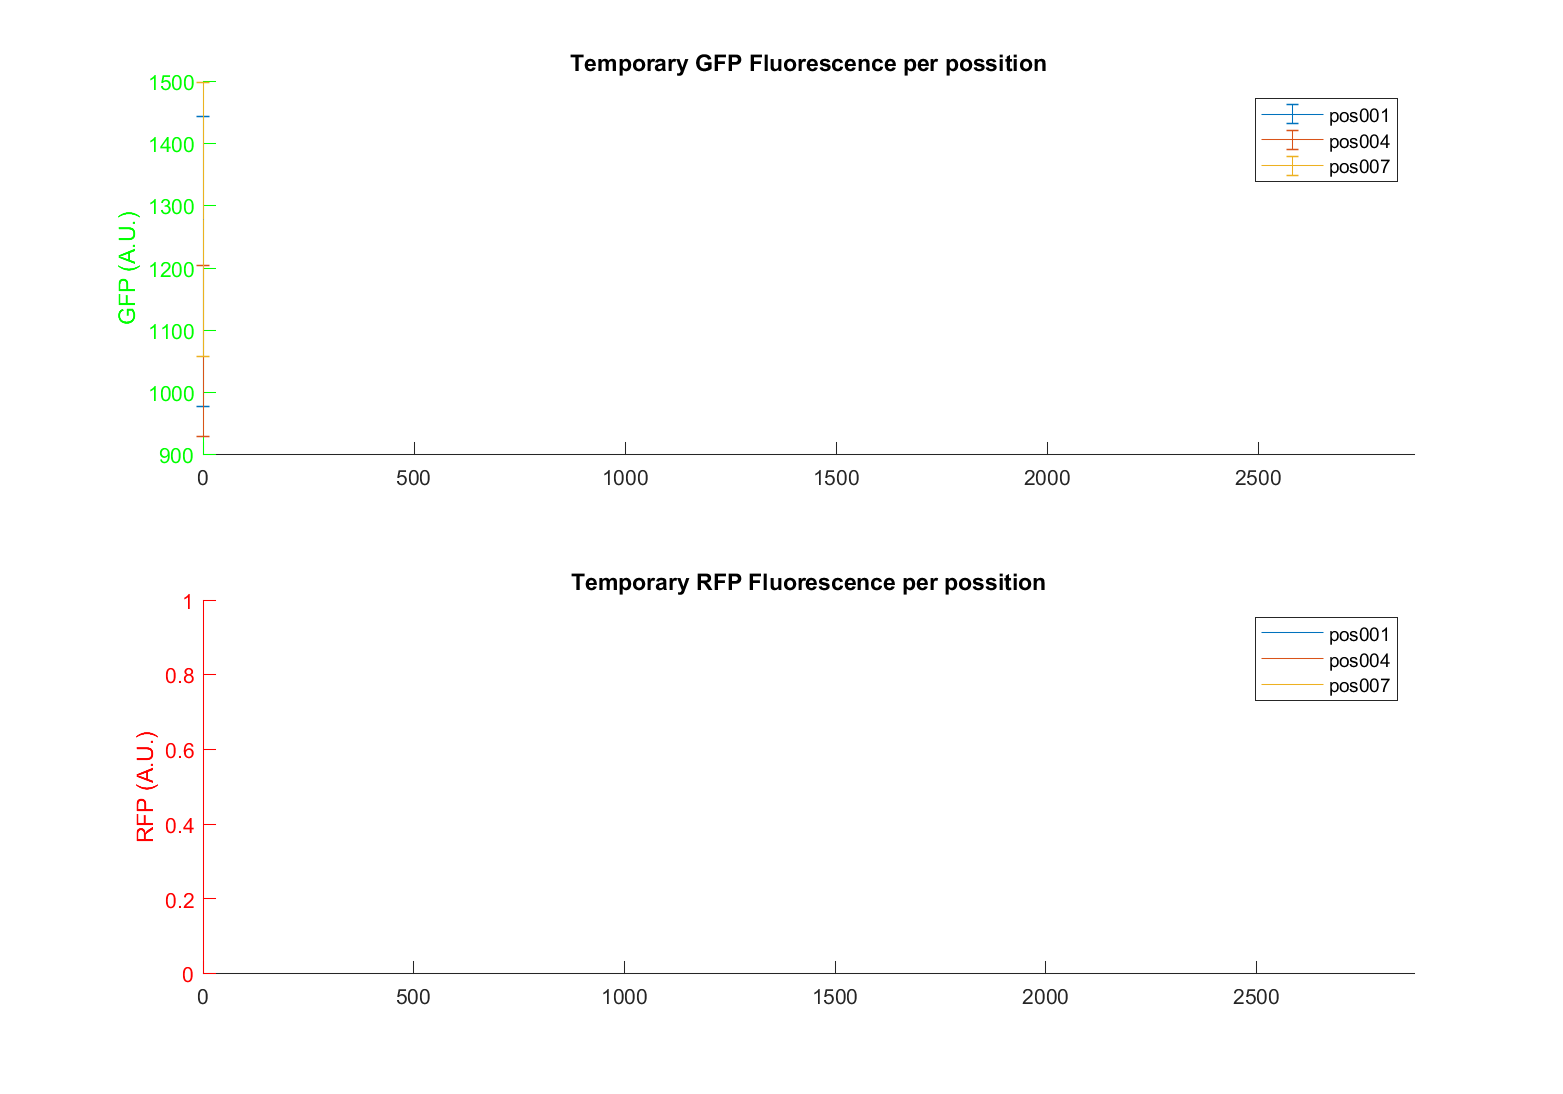 Temporary GFP Fluorescence per possition
1500
1400
1300
1200
1100
1000
900
GFP (A.U.)
pos001
pos004
pos007
0 500 1000 1500 2000 2500
Temporary RFP Fluorescence per possition
1
0.8
0.6
0.4
0.2
0
RFP (A.U.)
pos001
pos004
pos007
0 500 1000 1500 2000 2500